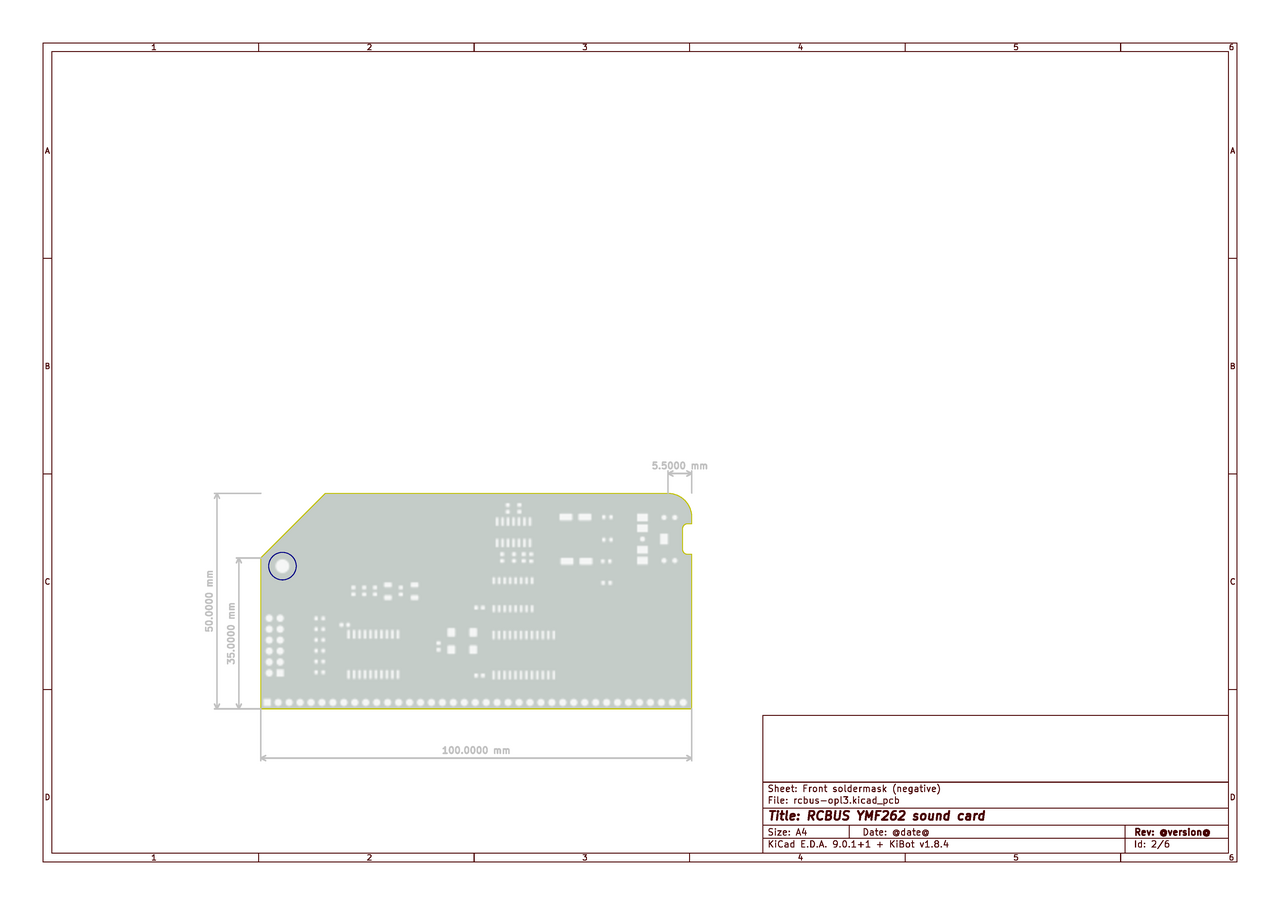 1 2 3 4 5 6
A A
B B
5.5000 mm
50.0000 mm
35.0000 mm
C C
100.0000 mm
Sheet: Front soldermask (negative)
File: rcbus-opl3.kicad_pcb
D D
Title: RCBUS YMF262 sound card
Size: A4 Date: @date@ Rev: @version@
KiCad E.D.A. 9.0.1+1 + KiBot v1.8.4 Id: 2/6
1 2 3 4 5 6